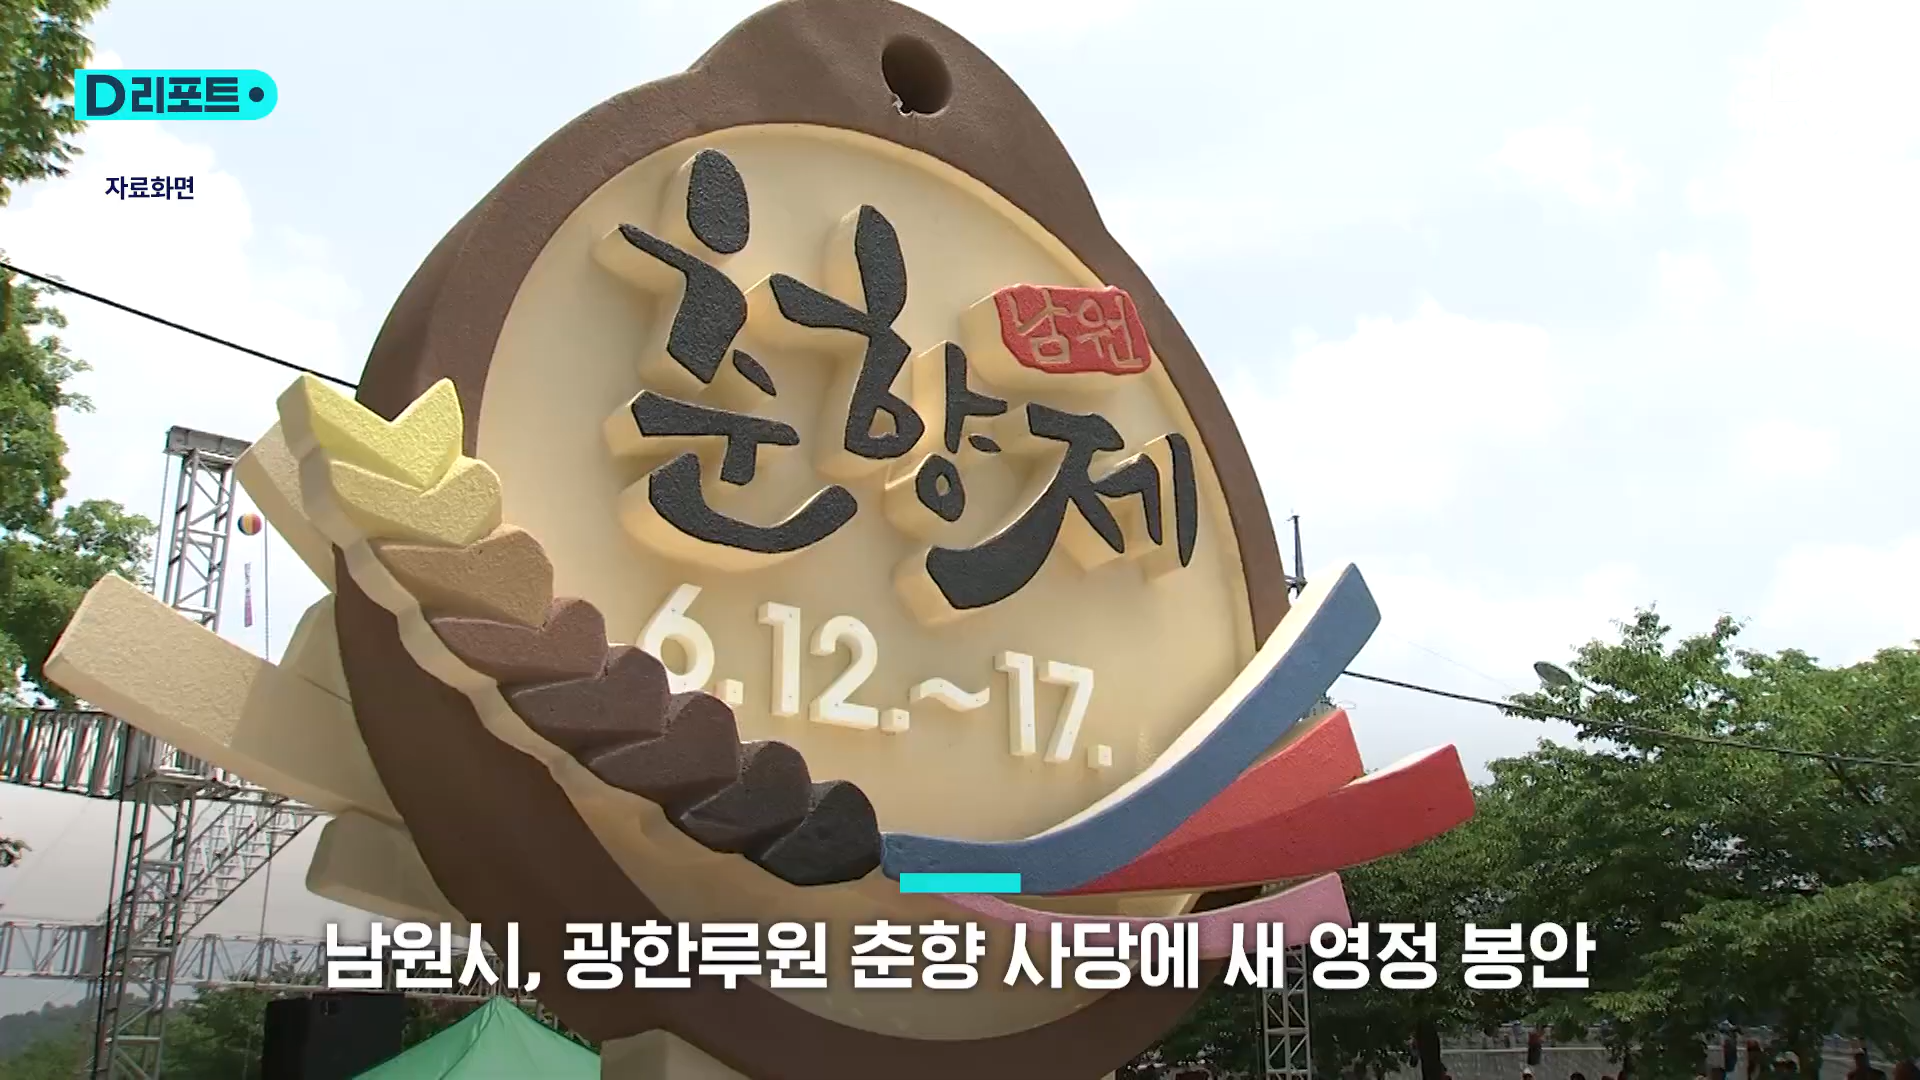 D리포트
자료화면
춘향제
남원
6.12.~17.
남원시, 광한루원 춘향 사당에 새 영정 봉안